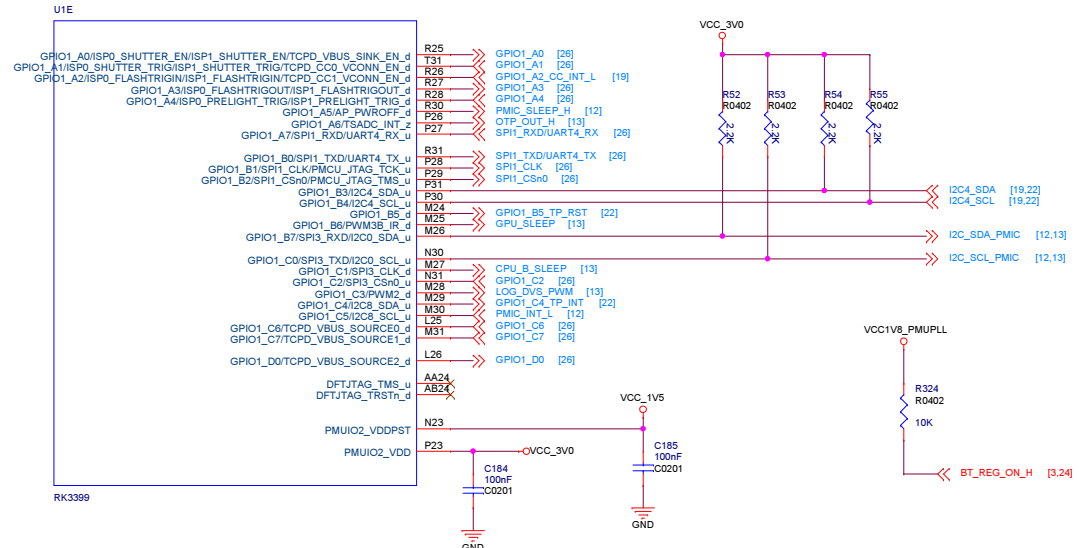 U1E
GPIO1_A0/ISP0_SHUTTER_EN/ISP1_SHUTTER_EN/TCPD_VBUS_SINK_EN_d R25 GPIO1_A0 [26]
GPIO1_A1/ISP0_SHUTTER_TRIG/ISP1_SHUTTER_TRIG/TCPD_CC0_VCONN_EN_d T31 GPIO1_A1 [26]
GPIO1_A2/ISP0_FLASHTRIGIN/ISP1_FLASHTRIGIN/TCPD_CC1_VCONN_EN_d R26 GPIO1_A2_CC_INT_L [19]
GPIO1_A3/ISP0_FLASHTRIGOUT/ISP1_FLASHTRIGOUT_d R27 GPIO1_A3 [26]
GPIO1_A4/ISP0_PRELIGHT_TRIG/ISP1_PRELIGHT_TRIG_d R28 GPIO1_A4 [26]
GPIO1_A5/AP_PWROFF_d R30 PMIC_SLEEP_H [12]
GPIO1_A6/TSADC_INT_z P26 OTP_OUT_H [13]
GPIO1_A7/SPI1_RXD/UART4_RX_u P27 SPI1_RXD/UART4_RX [26]
GPIO1_B0/SPI1_TXD/UART4_TX_u R31 SPI1_TXD/UART4_TX [26]
GPIO1_B1/SPI1_CLK/PMCU_JTAG_TCK_u P28 SPI1_CLK [26]
GPIO1_B2/SPI1_CSn0/PMCU_JTAG_TMS_u P29 SPI1_CSn0 [26]
GPIO1_B3/I2C4_SDA_u P31 I2C4_SDA [19,22]
GPIO1_B4/I2C4_SCL_u P30 I2C4_SCL [19,22]
GPIO1_B5_d M24 GPIO1_B5_TP_RST [22]
GPIO1_B6/PWM3B_IR_d M25 GPU_SLEEP [13]
GPIO1_B7/SPI3_RXD/I2C0_SDA_u M26 I2C_SDA_PMIC [12,13]
GPIO1_C0/SPI3_TXD/I2C0_SCL_u N30 I2C_SCL_PMIC [12,13]
GPIO1_C1/SPI3_CLK_d M27 CPU_B_SLEEP [13]
GPIO1_C2/SPI3_CSn0_u N31 GPIO1_C2 [26]
GPIO1_C3/PWM2_d M28 LOG_DVS_PWM [13]
GPIO1_C4/I2C8_SDA_u M29 GPIO1_C4_TP_INT [22]
GPIO1_C5/I2C8_SCL_u M30 PMIC_INT_L [12]
GPIO1_C6/TCPD_VBUS_SOURCE0_d L25 GPIO1_C6 [26]
GPIO1_C7/TCPD_VBUS_SOURCE1_d M31 GPIO1_C7 [26]
GPIO1_D0/TCPD_VBUS_SOURCE2_d L26 GPIO1_D0 [26]
DFTJTAG_TMS_u AA24
DFTJTAG_TRSTn_d AB24
PMUIO2_VDDPST N23
PMUIO2_VDD P23 VCC_3V0
RK3399
VCC_3V0
R52 R53 R54 R55
R0402 R0402 R0402 R0402
2.2K 2.2K 2.2K 2.2K
VCC_1V5
C185
100nF
C0201
GND
C184
100nF
C0201
GND
VCC1V8_PMUPLL
R324
R0402
10K
BT_REG_ON_H [3,24]